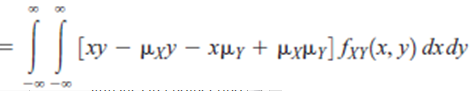 = ∫_{-∞}^{∞} ∫_{-∞}^{∞} [xy − μ_X y − xμ_Y + μ_X μ_Y] f_{XY}(x, y) dx dy